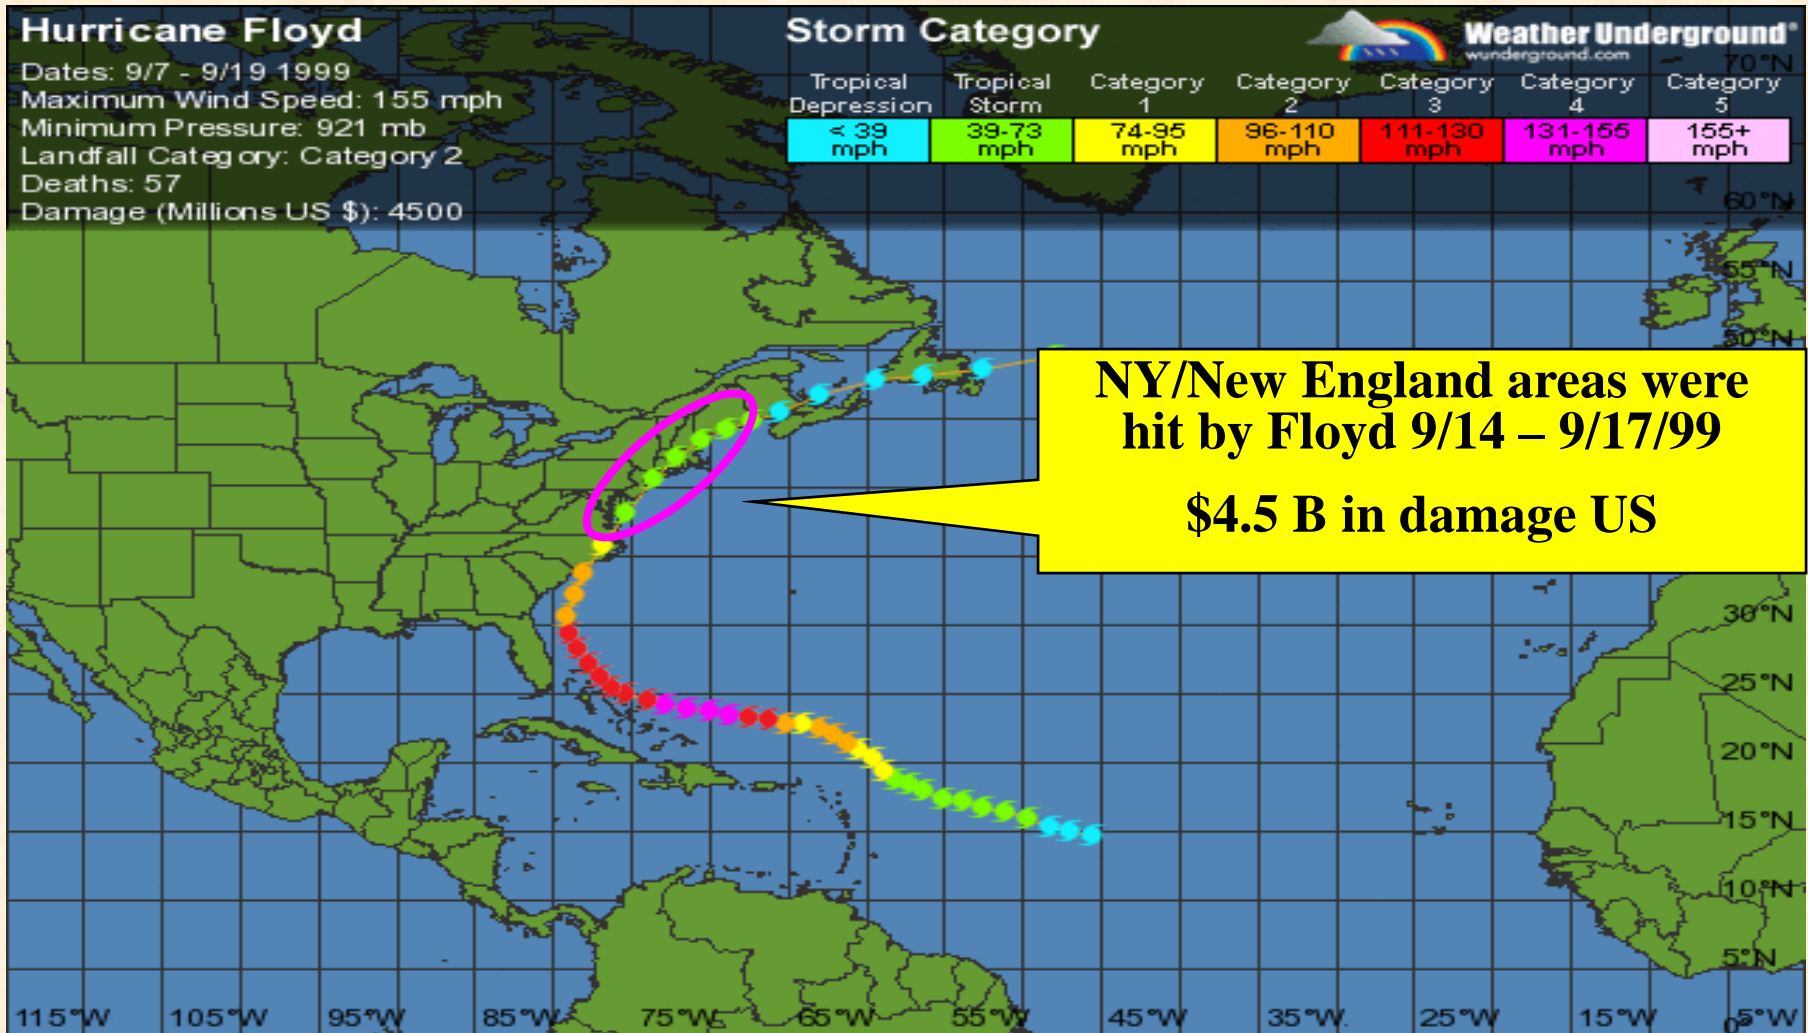 Hurricane Floyd
Dates: 9/7 - 9/19 1999
Maximum Wind Speed: 155 mph
Minimum Pressure: 921 mb
Landfall Category: Category 2
Deaths: 57
Damage (Millions US $): 4500
Storm Category
Weather Underground®
wunderground.com
Tropical Depression
Tropical Storm
Category 1
Category 2
Category 3
Category 4
Category 5
< 39 mph
39-73 mph
74-95 mph
96-110 mph
111-130 mph
131-155 mph
155+ mph
70°N
60°N
55°N
50°N
NY/New England areas were
hit by Floyd 9/14 – 9/17/99
$4.5 B in damage US
30°N
25°N
20°N
15°N
10°N
5°N
0°
115°W 105°W 95°W 85°W 75°W 65°W 55°W 45°W 35°W 25°W 15°W 5°W